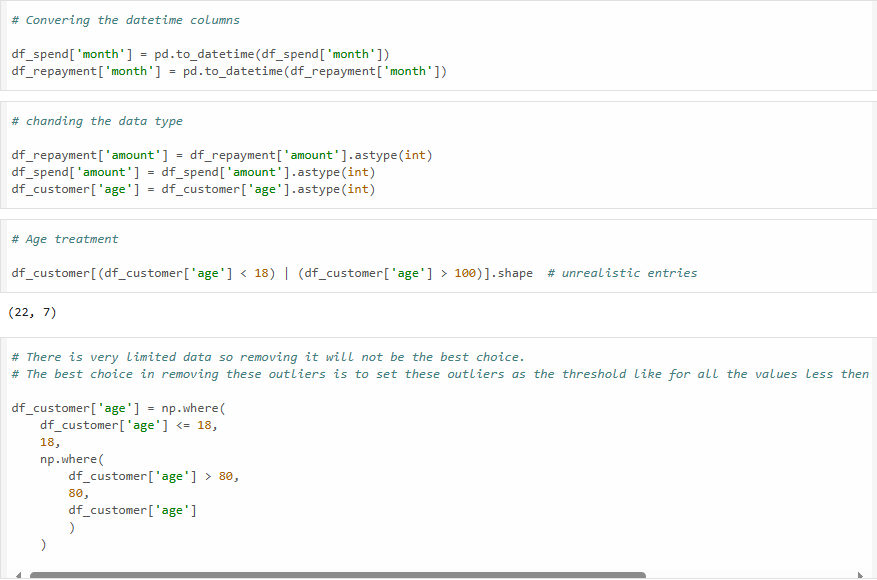 # Convering the datetime columns
df_spend['month'] = pd.to_datetime(df_spend['month'])
df_repayment['month'] = pd.to_datetime(df_repayment['month'])
# chanding the data type
df_repayment['amount'] = df_repayment['amount'].astype(int)
df_spend['amount'] = df_spend['amount'].astype(int)
df_customer['age'] = df_customer['age'].astype(int)
# Age treatment
df_customer[(df_customer['age'] < 18) | (df_customer['age'] > 100)].shape  # unrealistic entries
(22, 7)
# There is very limited data so removing it will not be the best choice.
# The best choice in removing these outliers is to set these outliers as the threshold like for all the values less then
df_customer['age'] = np.where(
    df_customer['age'] <= 18,
    18,
    np.where(
        df_customer['age'] > 80,
        80,
        df_customer['age']
        )
    )